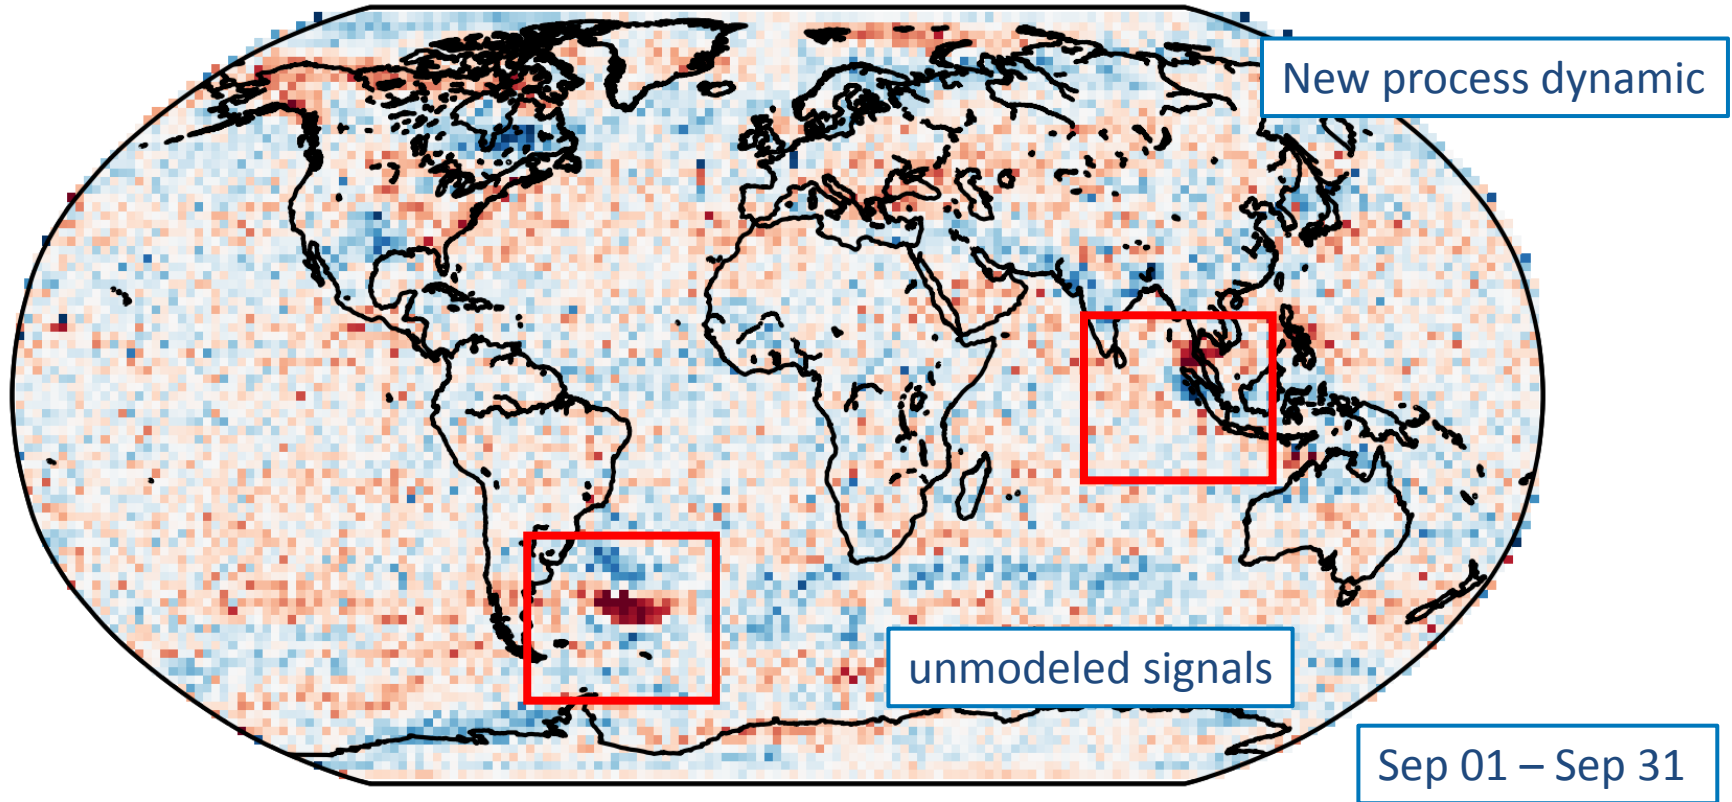 New process dynamic
unmodeled signals
Sep 01 – Sep 31